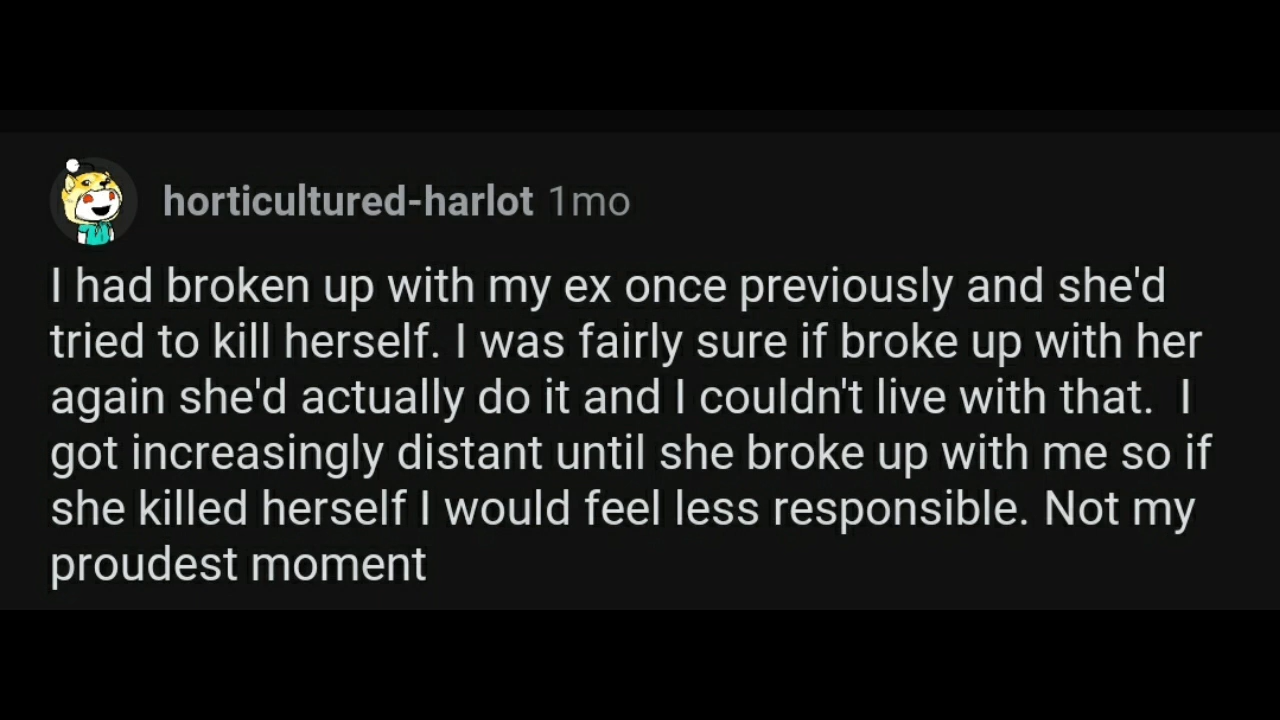 horticultured-harlot 1mo
I had broken up with my ex once previously and she'd
tried to kill herself. I was fairly sure if broke up with her
again she'd actually do it and I couldn't live with that.  I
got increasingly distant until she broke up with me so if
she killed herself I would feel less responsible. Not my
proudest moment